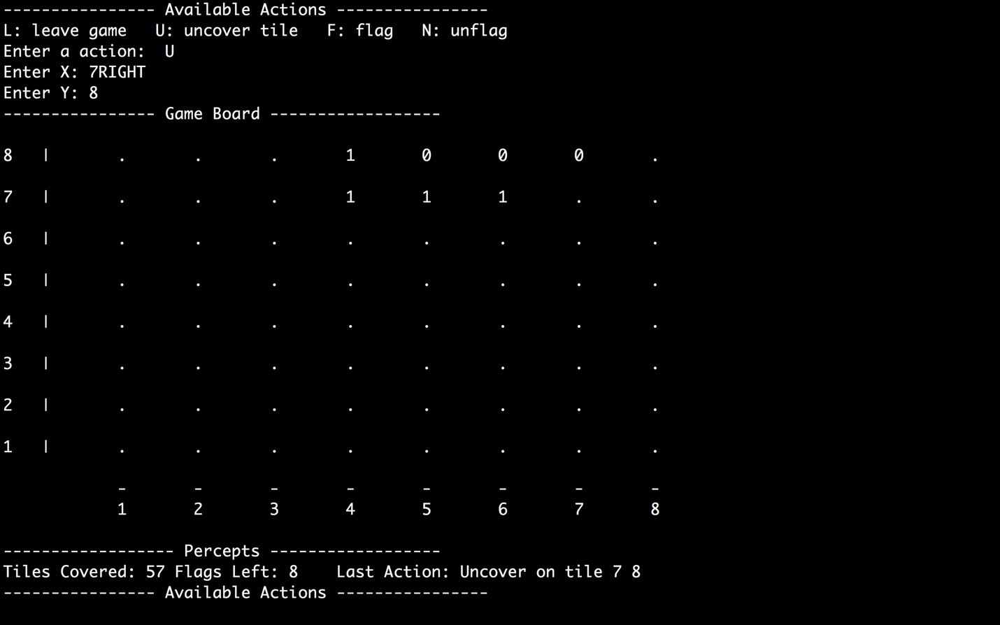 ---------------- Available Actions ----------------
L: leave game   U: uncover tile   F: flag   N: unflag
Enter a action:  U
Enter X: 7RIGHT
Enter Y: 8
---------------- Game Board ------------------
8   |       .       .       .       1       0       0       0       .
7   |       .       .       .       1       1       1       .       .
6   |       .       .       .       .       .       .       .       .
5   |       .       .       .       .       .       .       .       .
4   |       .       .       .       .       .       .       .       .
3   |       .       .       .       .       .       .       .       .
2   |       .       .       .       .       .       .       .       .
1   |       .       .       .       .       .       .       .       .
            -       -       -       -       -       -       -       -
            1       2       3       4       5       6       7       8
------------------ Percepts ------------------
Tiles Covered: 57 Flags Left: 8    Last Action: Uncover on tile 7 8
---------------- Available Actions ----------------